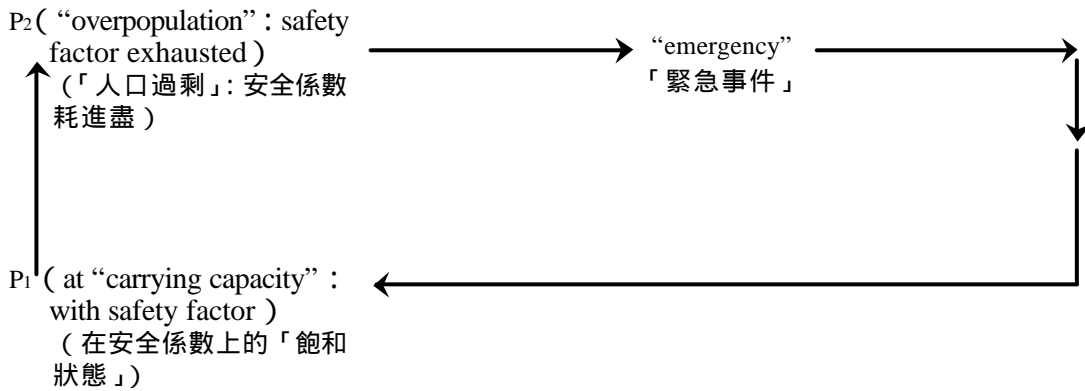 P2（“overpopulation”：safety
factor exhausted）
（「人口過剩」：安全係數
耗進盡）
“emergency”
「緊急事件」
P1（at “carrying capacity”：
with safety factor）
（在安全係數上的「飽和
狀態」）